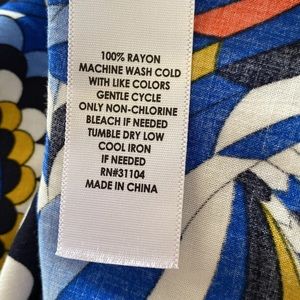 100% RAYON
MACHINE WASH COLD
WITH LIKE COLORS
GENTLE CYCLE
ONLY NON-CHLORINE
BLEACH IF NEEDED
TUMBLE DRY LOW
COOL IRON
IF NEEDED
RN#31104
MADE IN CHINA